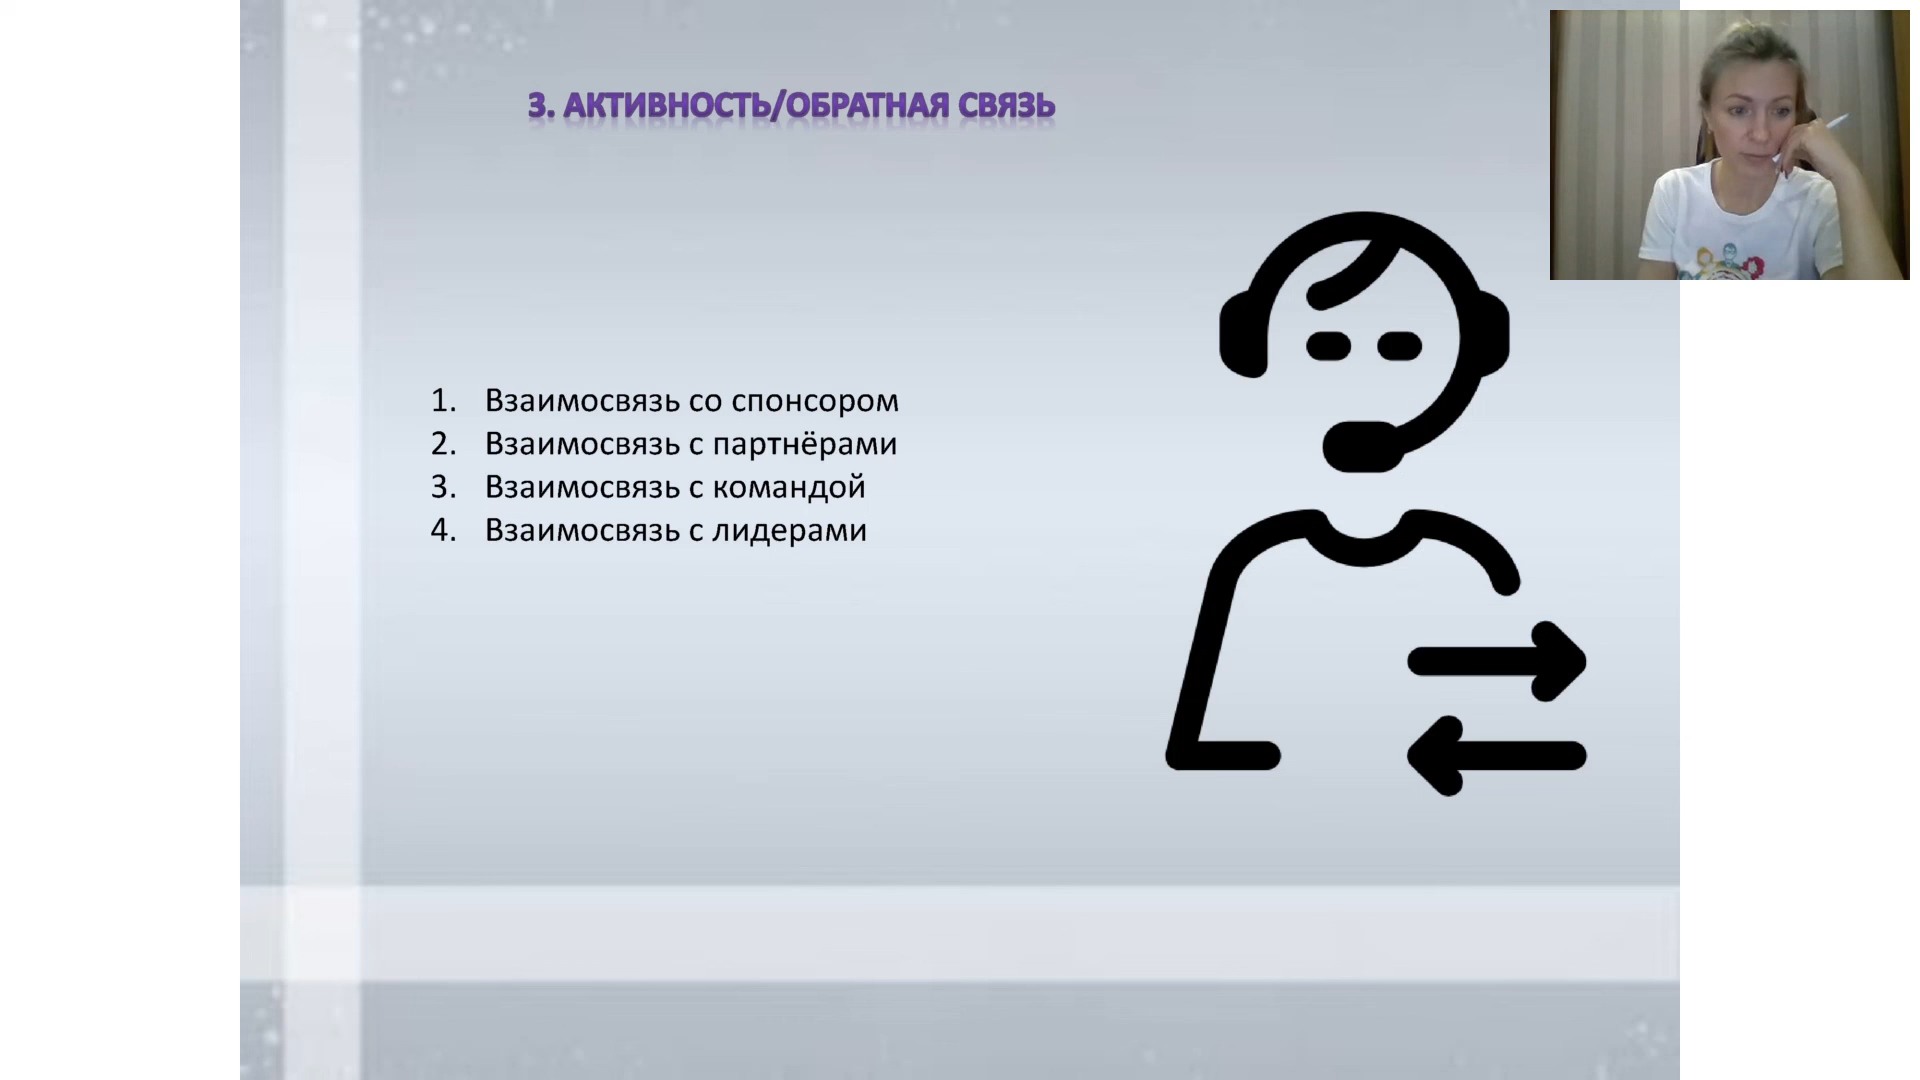 3. АКТИВНОСТЬ/ОБРАТНАЯ СВЯЗЬ
1. Взаимосвязь со спонсором
2. Взаимосвязь с партнёрами
3. Взаимосвязь с командой
4. Взаимосвязь с лидерами